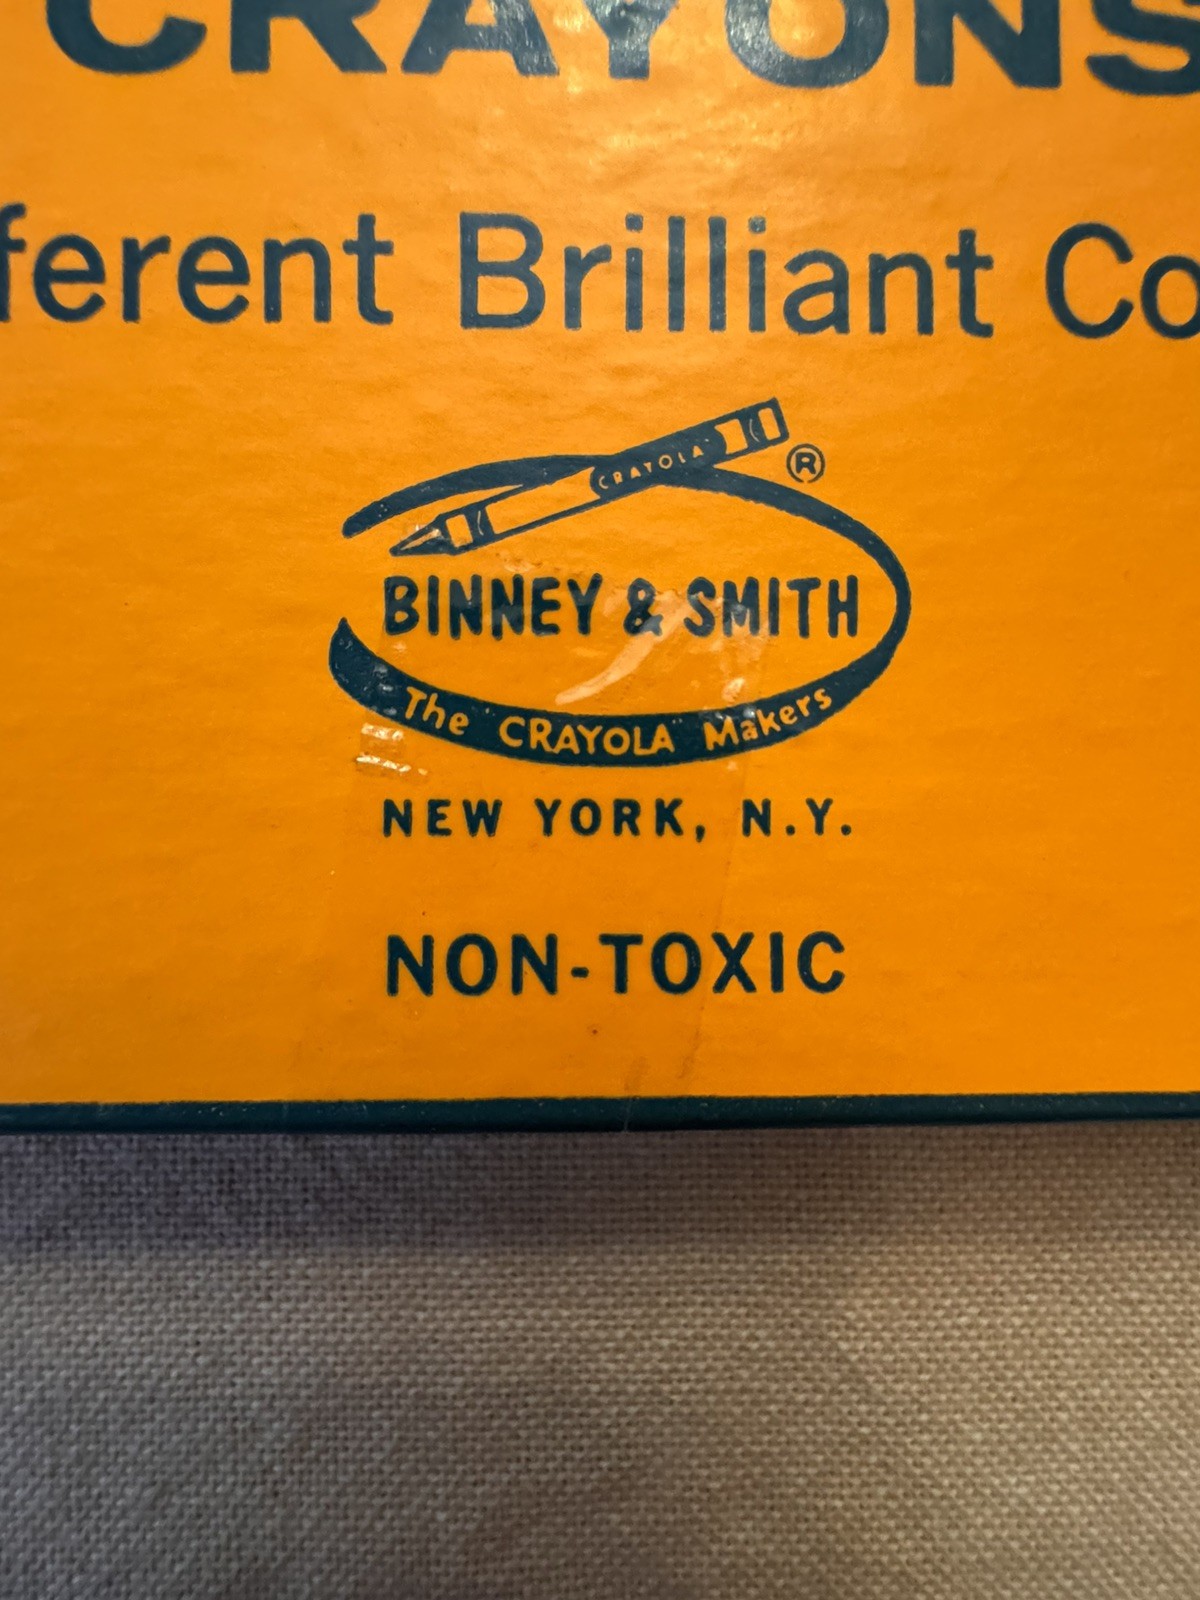 CRAYONS
ferent Brilliant Co
CRAYOLA
®
BINNEY & SMITH
The "CRAYOLA" Makers
NEW YORK, N.Y.
NON-TOXIC